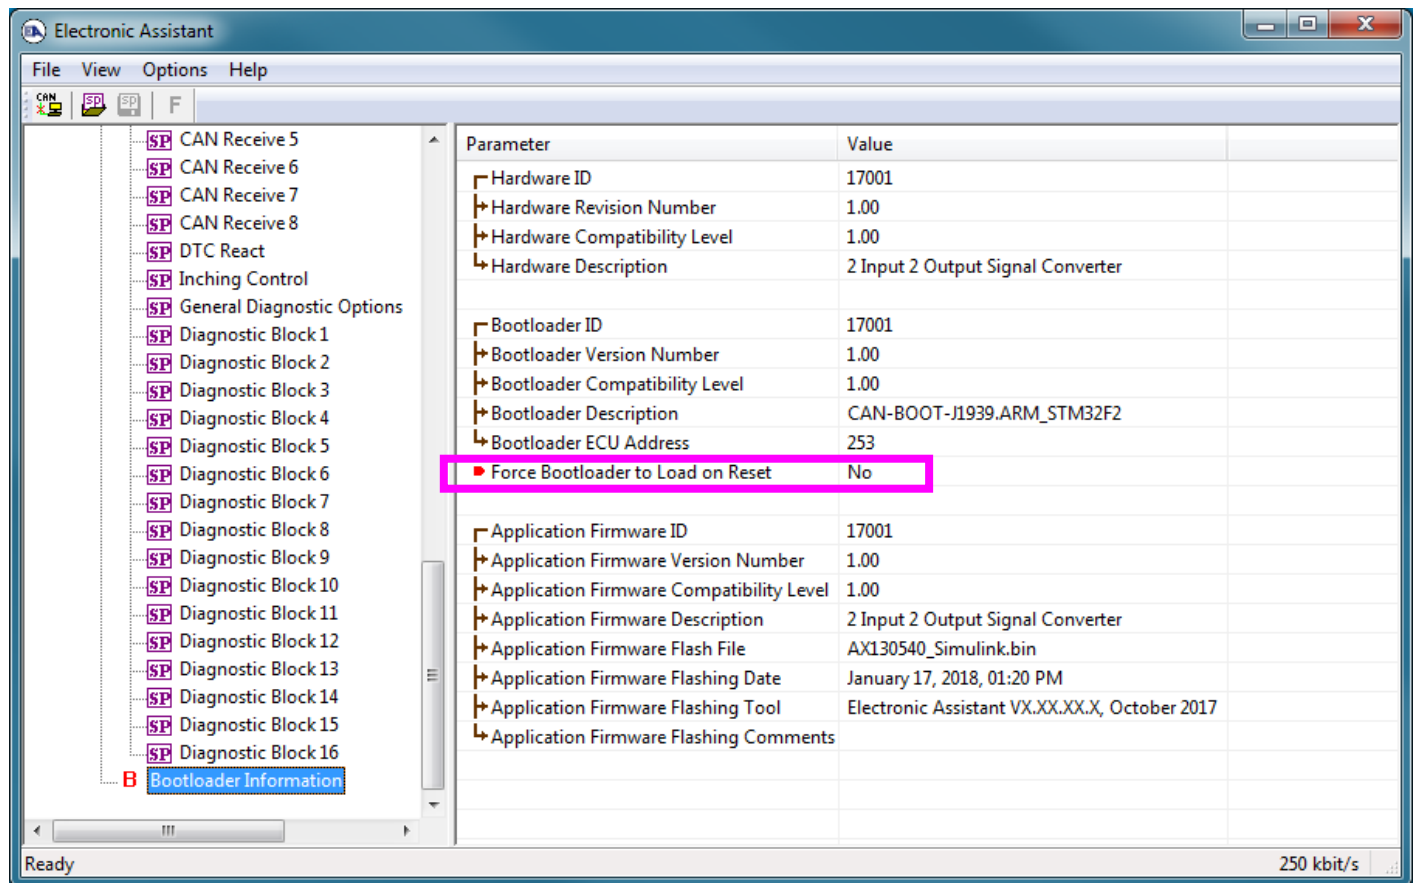 Electronic Assistant
File View Options Help
CAN SP SP F
SP CAN Receive 5
SP CAN Receive 6
SP CAN Receive 7
SP CAN Receive 8
SP DTC React
SP Inching Control
SP General Diagnostic Options
SP Diagnostic Block 1
SP Diagnostic Block 2
SP Diagnostic Block 3
SP Diagnostic Block 4
SP Diagnostic Block 5
SP Diagnostic Block 6
SP Diagnostic Block 7
SP Diagnostic Block 8
SP Diagnostic Block 9
SP Diagnostic Block 10
SP Diagnostic Block 11
SP Diagnostic Block 12
SP Diagnostic Block 13
SP Diagnostic Block 14
SP Diagnostic Block 15
SP Diagnostic Block 16
B Bootloader Information
Parameter Value
Hardware ID 17001
Hardware Revision Number 1.00
Hardware Compatibility Level 1.00
Hardware Description 2 Input 2 Output Signal Converter
Bootloader ID 17001
Bootloader Version Number 1.00
Bootloader Compatibility Level 1.00
Bootloader Description CAN-BOOT-J1939.ARM_STM32F2
Bootloader ECU Address 253
Force Bootloader to Load on Reset No
Application Firmware ID 17001
Application Firmware Version Number 1.00
Application Firmware Compatibility Level 1.00
Application Firmware Description 2 Input 2 Output Signal Converter
Application Firmware Flash File AX130540_Simulink.bin
Application Firmware Flashing Date January 17, 2018, 01:20 PM
Application Firmware Flashing Tool Electronic Assistant VX.XX.XX.X, October 2017
Application Firmware Flashing Comments
Ready 250 kbit/s